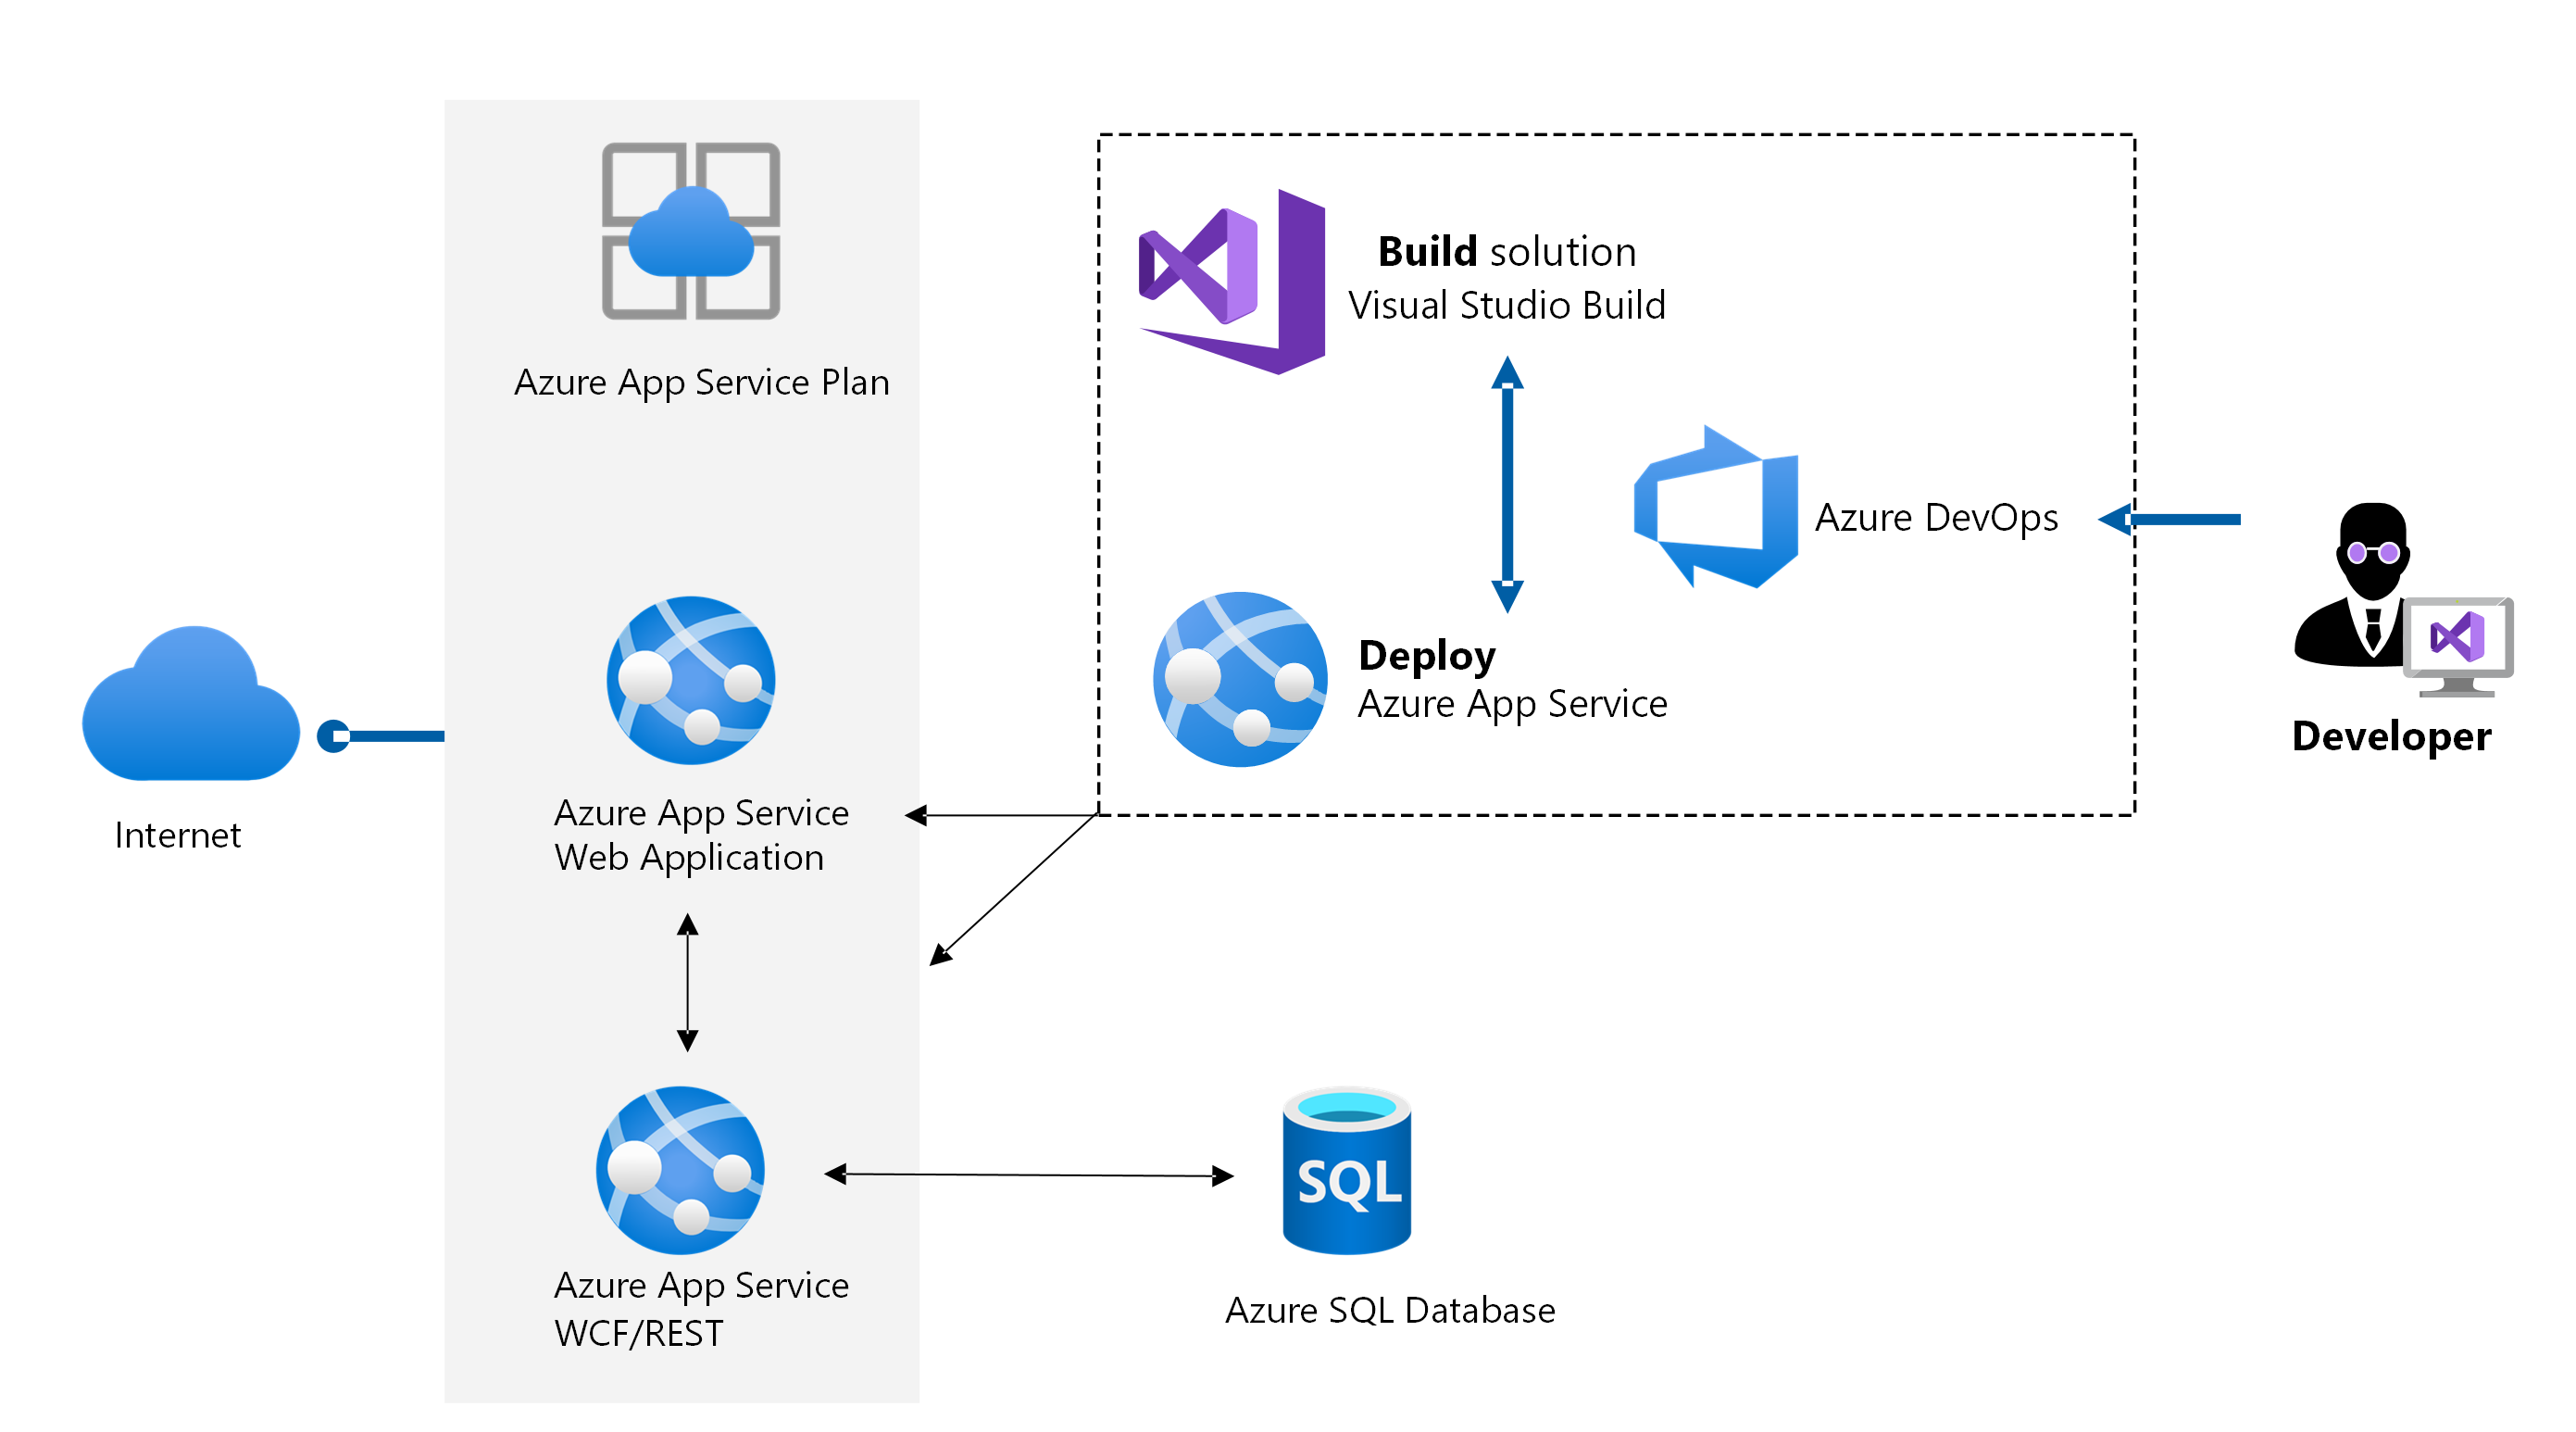 Azure App Service Plan
Internet
Azure App Service
Web Application
Azure App Service
WCF/REST
Build solution
Visual Studio Build
Azure DevOps
Deploy
Azure App Service
Developer
SQL
Azure SQL Database